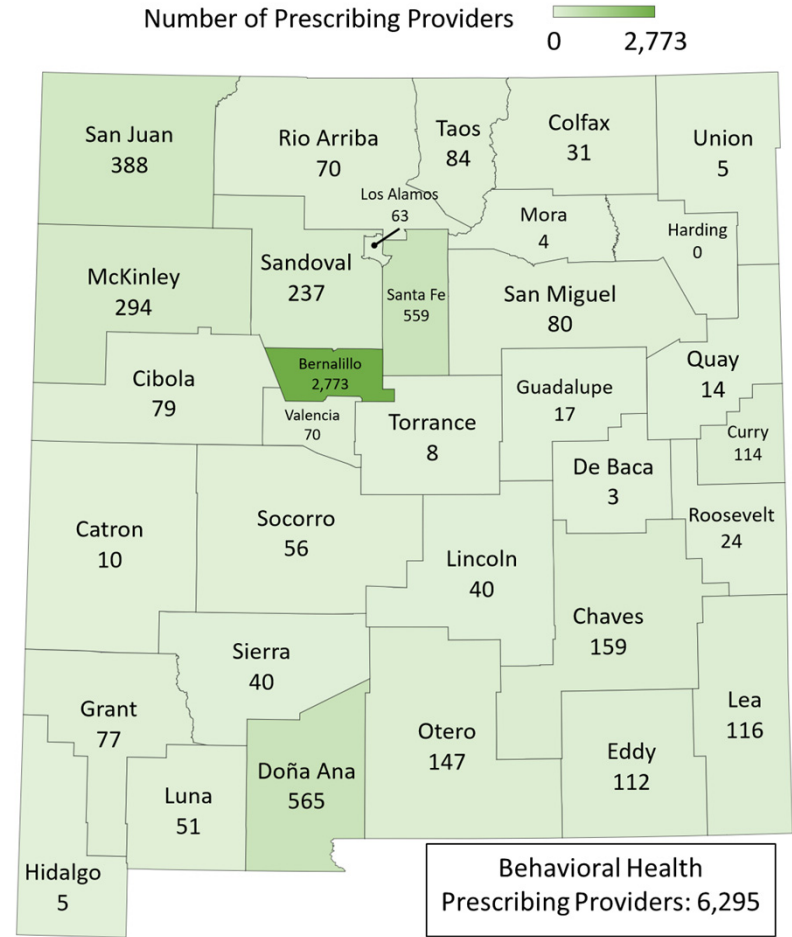 Number of Prescribing Providers
0 2,773
San Juan
388
Rio Arriba
70
Taos
84
Colfax
31
Union
5
Los Alamos
63
Mora
4
Harding
0
McKinley
294
Sandoval
237
Santa Fe
559
San Miguel
80
Bernalillo
2,773
Cibola
79
Valencia
70
Torrance
8
Guadalupe
17
Quay
14
Curry
114
De Baca
3
Roosevelt
24
Catron
10
Socorro
56
Lincoln
40
Chaves
159
Sierra
40
Grant
77
Doña Ana
565
Otero
147
Eddy
112
Lea
116
Luna
51
Hidalgo
5
Behavioral Health
Prescribing Providers: 6,295